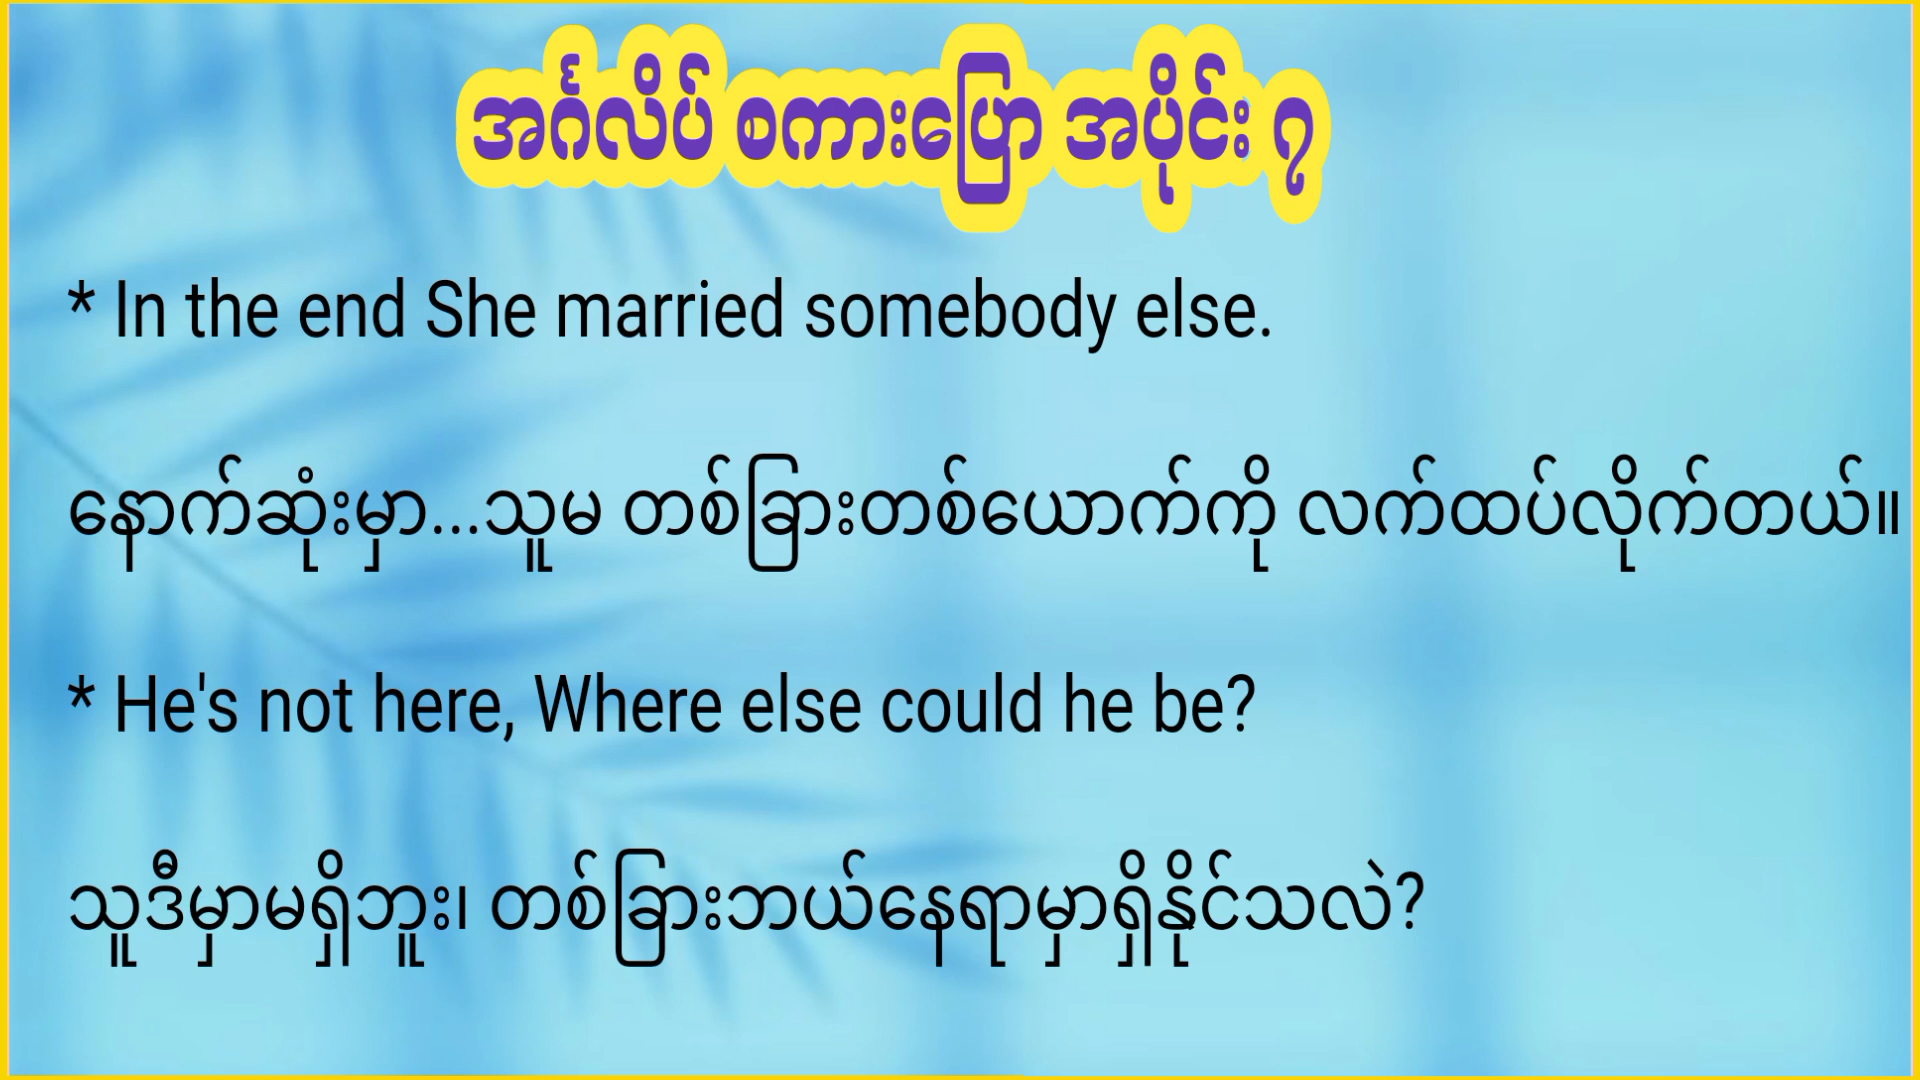 အင်္ဂလိပ် စကားပြော အပိုင်း ၇
* In the end She married somebody else.
နောက်ဆုံးမှာ...သူမ တစ်ခြားတစ်ယောက်ကို လက်ထပ်လိုက်တယ်။
* He's not here, Where else could he be?
သူဒီမှာမရှိဘူး၊ တစ်ခြားဘယ်နေရာမှာရှိနိုင်သလဲ?